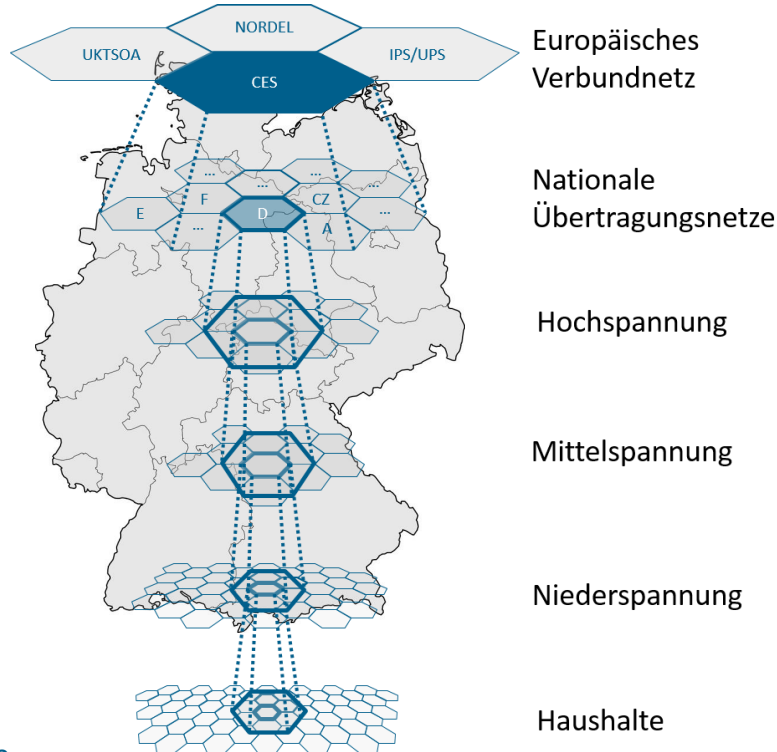 NORDEL
UKTSOA
IPS/UPS
CES
Europäisches
Verbundnetz
...
...
...
...
F
CZ
E
D
...
...
A
Nationale
Übertragungsnetze
Hochspannung
Mittelspannung
Niederspannung
Haushalte